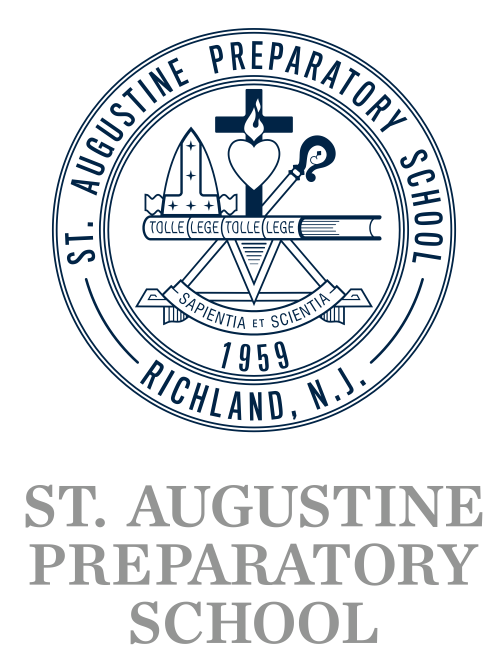 ST. AUGUSTINE PREPARATORY SCHOOL
TOLLE LEGE TOLLE LEGE
SAPIENTIA ET SCIENTIA
1959
RICHLAND, N.J.
ST. AUGUSTINE
PREPARATORY
SCHOOL